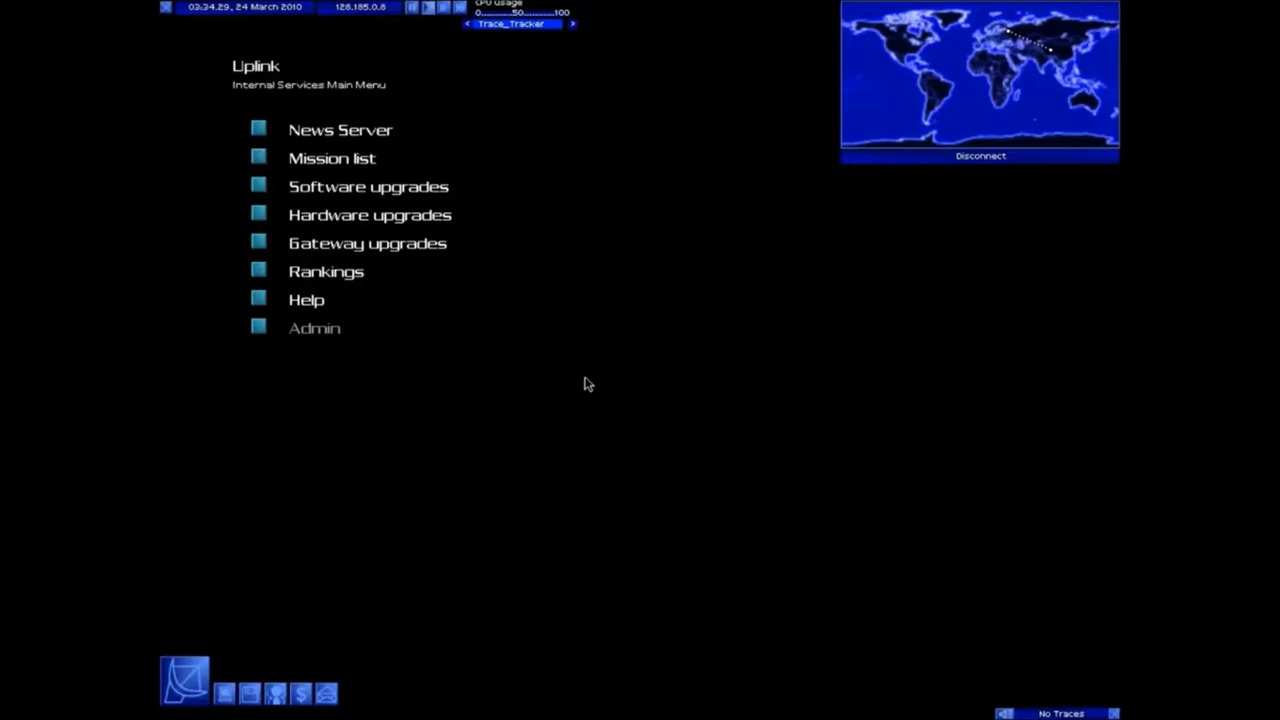 03:34.29, 24 March 2010
128.185.0.8
CPU usage
0..........50..........100
Trace_Tracker
Uplink
Internal Services Main Menu
News Server
Mission list
Software upgrades
Hardware upgrades
Gateway upgrades
Rankings
Help
Admin
Disconnect
No Traces